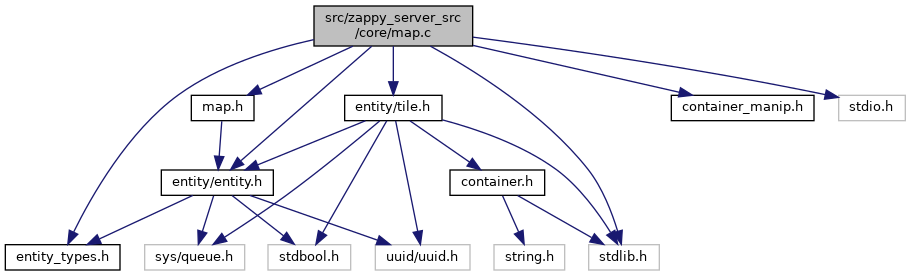 src/zappy_server_src
/core/map.c
map.h
entity/tile.h
container_manip.h
stdio.h
entity/entity.h
container.h
entity_types.h
sys/queue.h
stdbool.h
uuid/uuid.h
string.h
stdlib.h